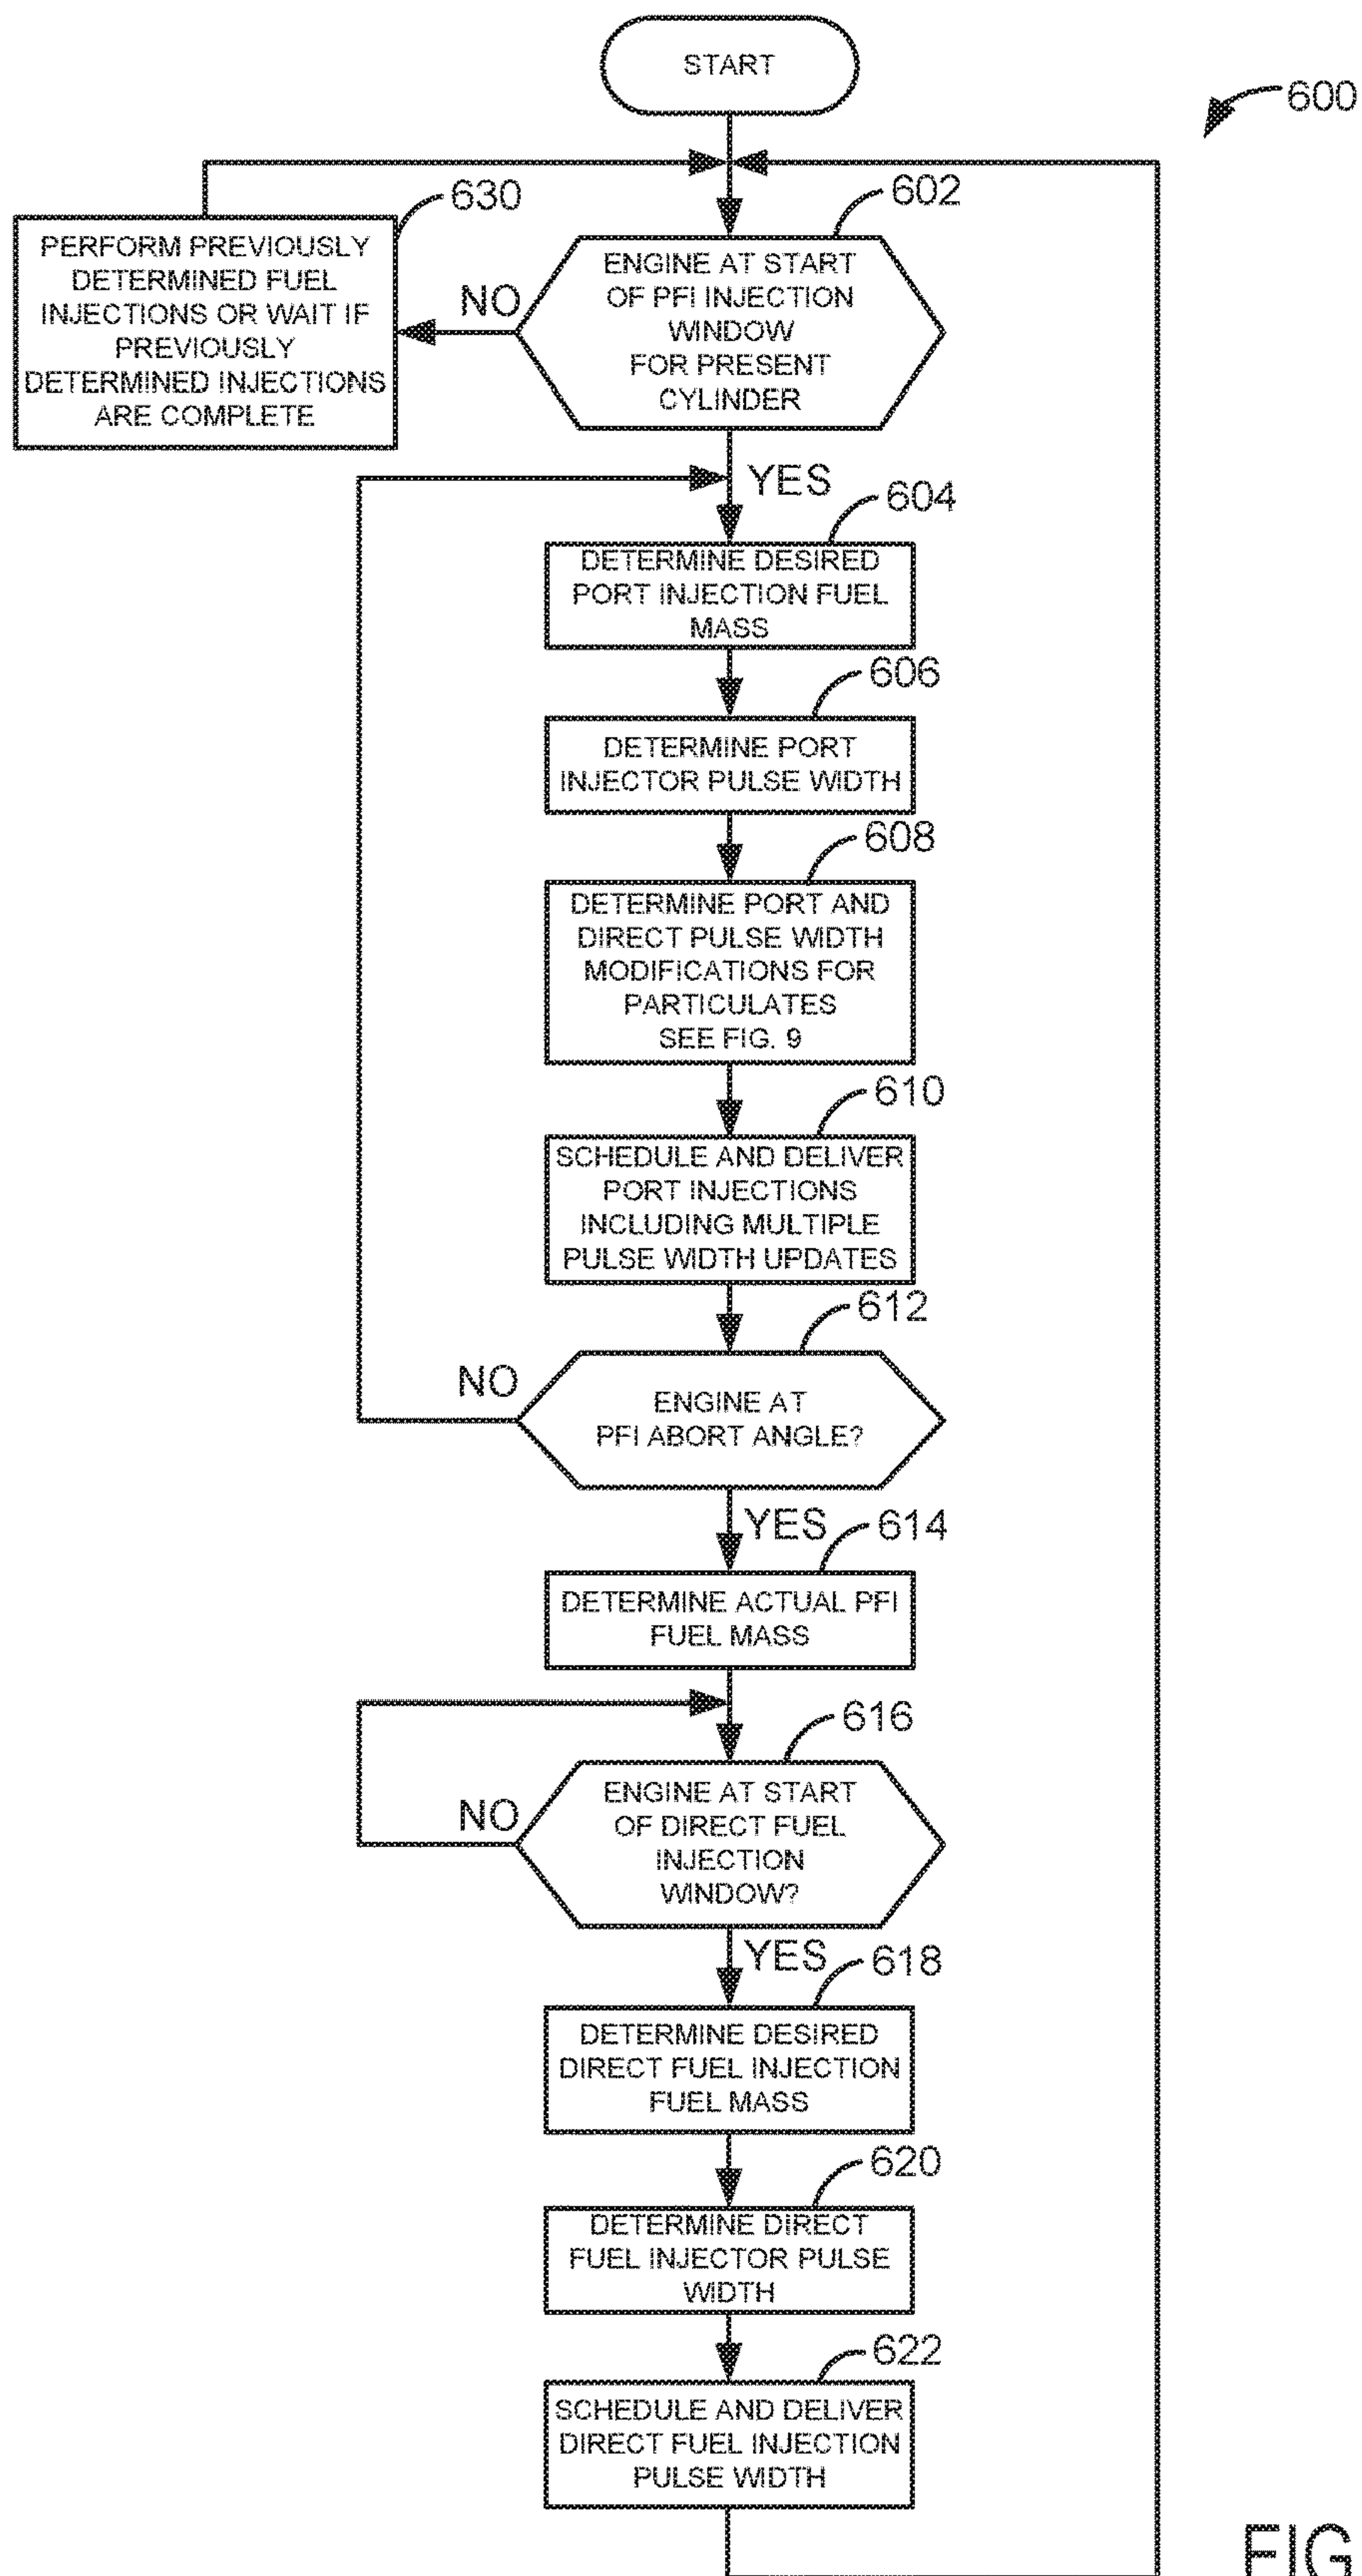 START
600
630
602
PERFORM PREVIOUSLY
DETERMINED FUEL
INJECTIONS OR WAIT IF
PREVIOUSLY
DETERMINED INJECTIONS
ARE COMPLETE
NO
ENGINE AT START
OF PFI INJECTION
WINDOW
FOR PRESENT
CYLINDER
YES
604
DETERMINE DESIRED
PORT INJECTION FUEL
MASS
606
DETERMINE PORT
INJECTOR PULSE WIDTH
608
DETERMINE PORT AND
DIRECT PULSE WIDTH
MODIFICATIONS FOR
PARTICULATES
SEE FIG. 9
610
SCHEDULE AND DELIVER
PORT INJECTIONS
INCLUDING MULTIPLE
PULSE WIDTH UPDATES
612
NO
ENGINE AT
PFI ABORT ANGLE?
YES
614
DETERMINE ACTUAL PFI
FUEL MASS
616
NO
ENGINE AT START
OF DIRECT FUEL
INJECTION
WINDOW?
YES
618
DETERMINE DESIRED
DIRECT FUEL INJECTION
FUEL MASS
620
DETERMINE DIRECT
FUEL INJECTOR PULSE
WIDTH
622
SCHEDULE AND DELIVER
DIRECT FUEL INJECTION
PULSE WIDTH
FIG